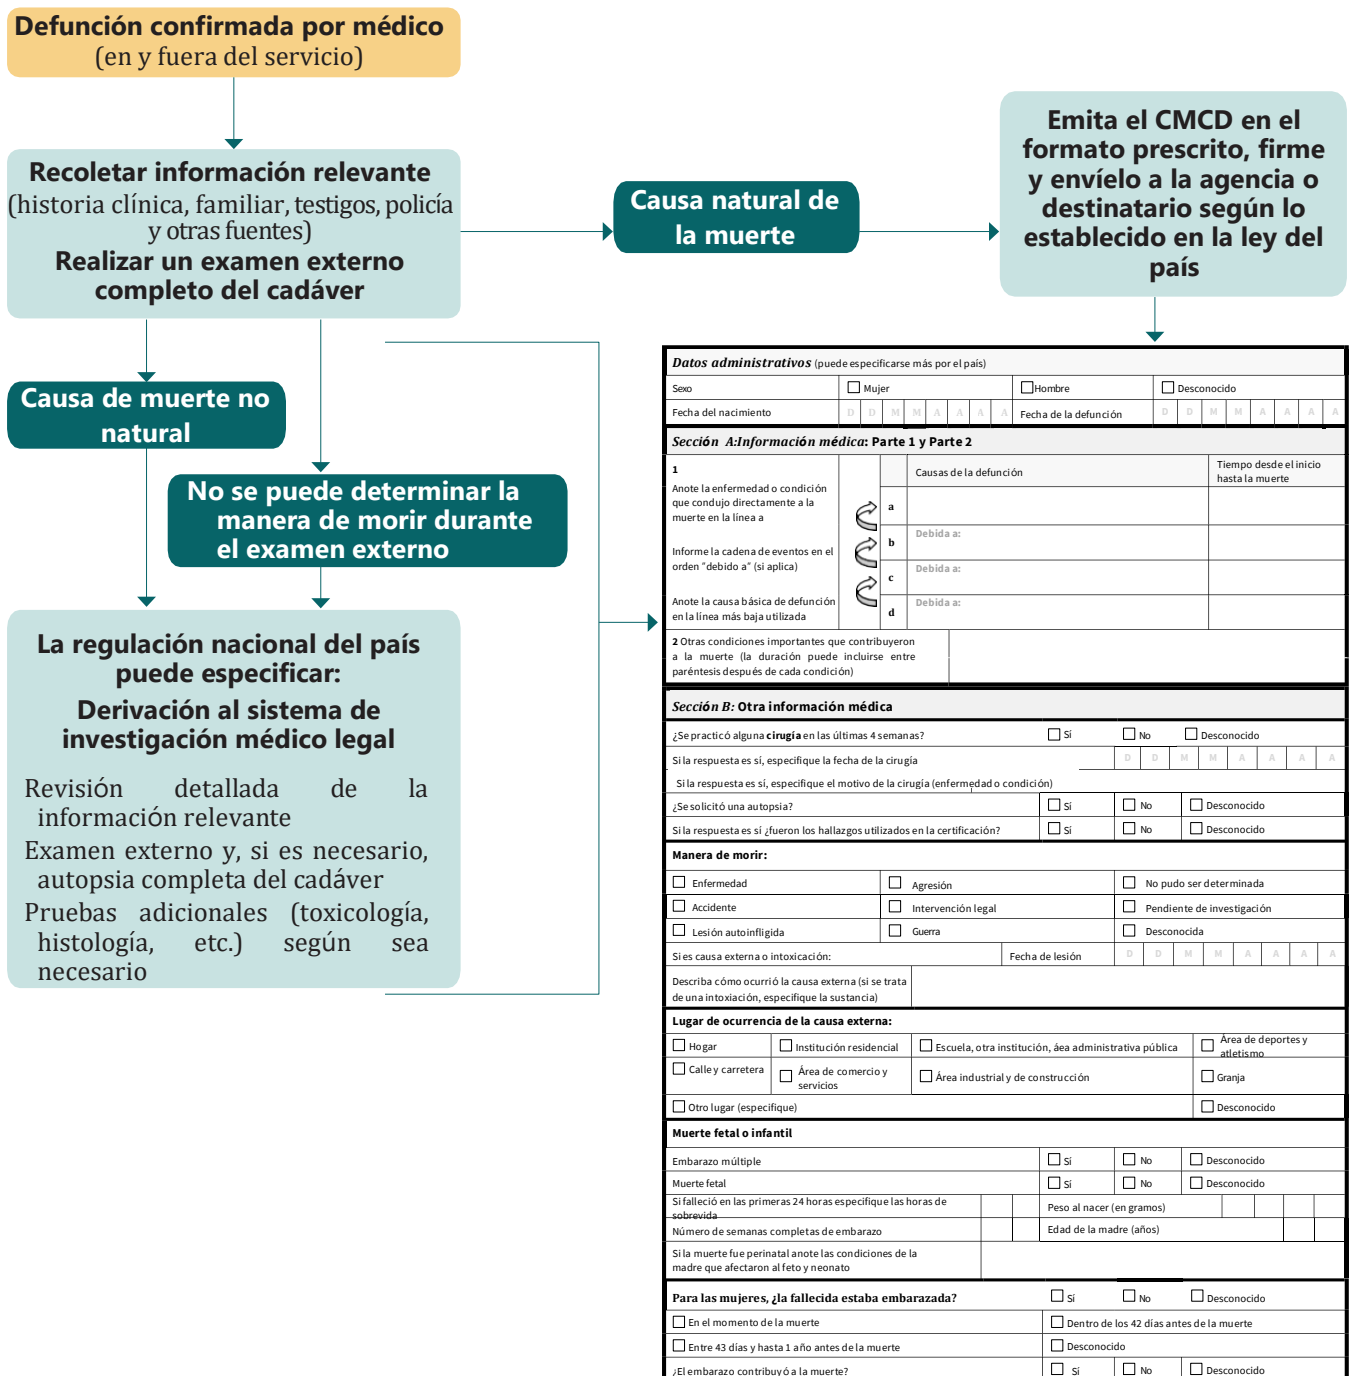 Defunción confirmada por médico
(en y fuera del servicio)
Recoletar información relevante
(historia clínica, familiar, testigos, policía
y otras fuentes)
Realizar un examen externo
completo del cadáver
Causa natural de
la muerte
Emita el CMCD en el
formato prescrito, firme
y envíelo a la agencia o
destinatario según lo
establecido en la ley del
país
Causa de muerte no
natural
No se puede determinar la
manera de morir durante
el examen externo
La regulación nacional del país
puede especificar:
Derivación al sistema de
investigación médico legal
Revisión detallada de la
información relevante
Examen externo y, si es necesario,
autopsia completa del cadáver
Pruebas adicionales (toxicología,
histología, etc.) según sea
necesario
Datos administrativos (puede especificarse más por el país)
Sexo Mujer Hombre Desconocido
Fecha del nacimiento D D M M A A A A Fecha de la defunción D D M M A A A A
Sección A:Información médica: Parte 1 y Parte 2
1
Anote la enfermedad o condición
que condujo directamente a la
muerte en la línea a
Informe la cadena de eventos en el
orden "debido a" (si aplica)
Anote la causa básica de defunción
en la línea más baja utilizada
Causas de la defunción
Tiempo desde el inicio
hasta la muerte
a
b Debida a:
c Debida a:
d Debida a:
2 Otras condiciones importantes que contribuyeron
a la muerte (la duración puede incluirse entre
paréntesis después de cada condición)
Sección B: Otra información médica
¿Se practicó alguna cirugía en las últimas 4 semanas? Sí No Desconocido
Si la respuesta es sí, especifique la fecha de la cirugía D D M M A A A A
Si la respuesta es sí, especifique el motivo de la cirugía (enfermedad o condición)
¿Se solicitó una autopsia? Sí No Desconocido
Si la respuesta es sí ¿fueron los hallazgos utilizados en la certificación? Sí No Desconocido
Manera de morir:
Enfermedad Agresión No pudo ser determinada
Accidente Intervención legal Pendiente de investigación
Lesión autoinfligida Guerra Desconocida
Si es causa externa o intoxicación: Fecha de lesión D D M M A A A A
Describa cómo ocurrió la causa externa (si se trata
de una intoxiación, especifique la sustancia)
Lugar de ocurrencia de la causa externa:
Hogar Institución residencial Escuela, otra institución, áea administrativa pública Área de deportes y
atletismo
Calle y carretera Área de comercio y
servicios Área industrial y de construcción Granja
Otro lugar (especifique) Desconocido
Muerte fetal o infantil
Embarazo múltiple Sí No Desconocido
Muerte fetal Sí No Desconocido
Si falleció en las primeras 24 horas especifique las horas de
sobrevida Peso al nacer (en gramos)
Número de semanas completas de embarazo Edad de la madre (años)
Si la muerte fue perinatal anote las condiciones de la
madre que afectaron al feto y neonato
Para las mujeres, ¿la fallecida estaba embarazada? Sí No Desconocido
En el momento de la muerte Dentro de los 42 días antes de la muerte
Entre 43 días y hasta 1 año antes de la muerte Desconocido
¿El embarazo contribuyó a la muerte? Sí No Desconocido